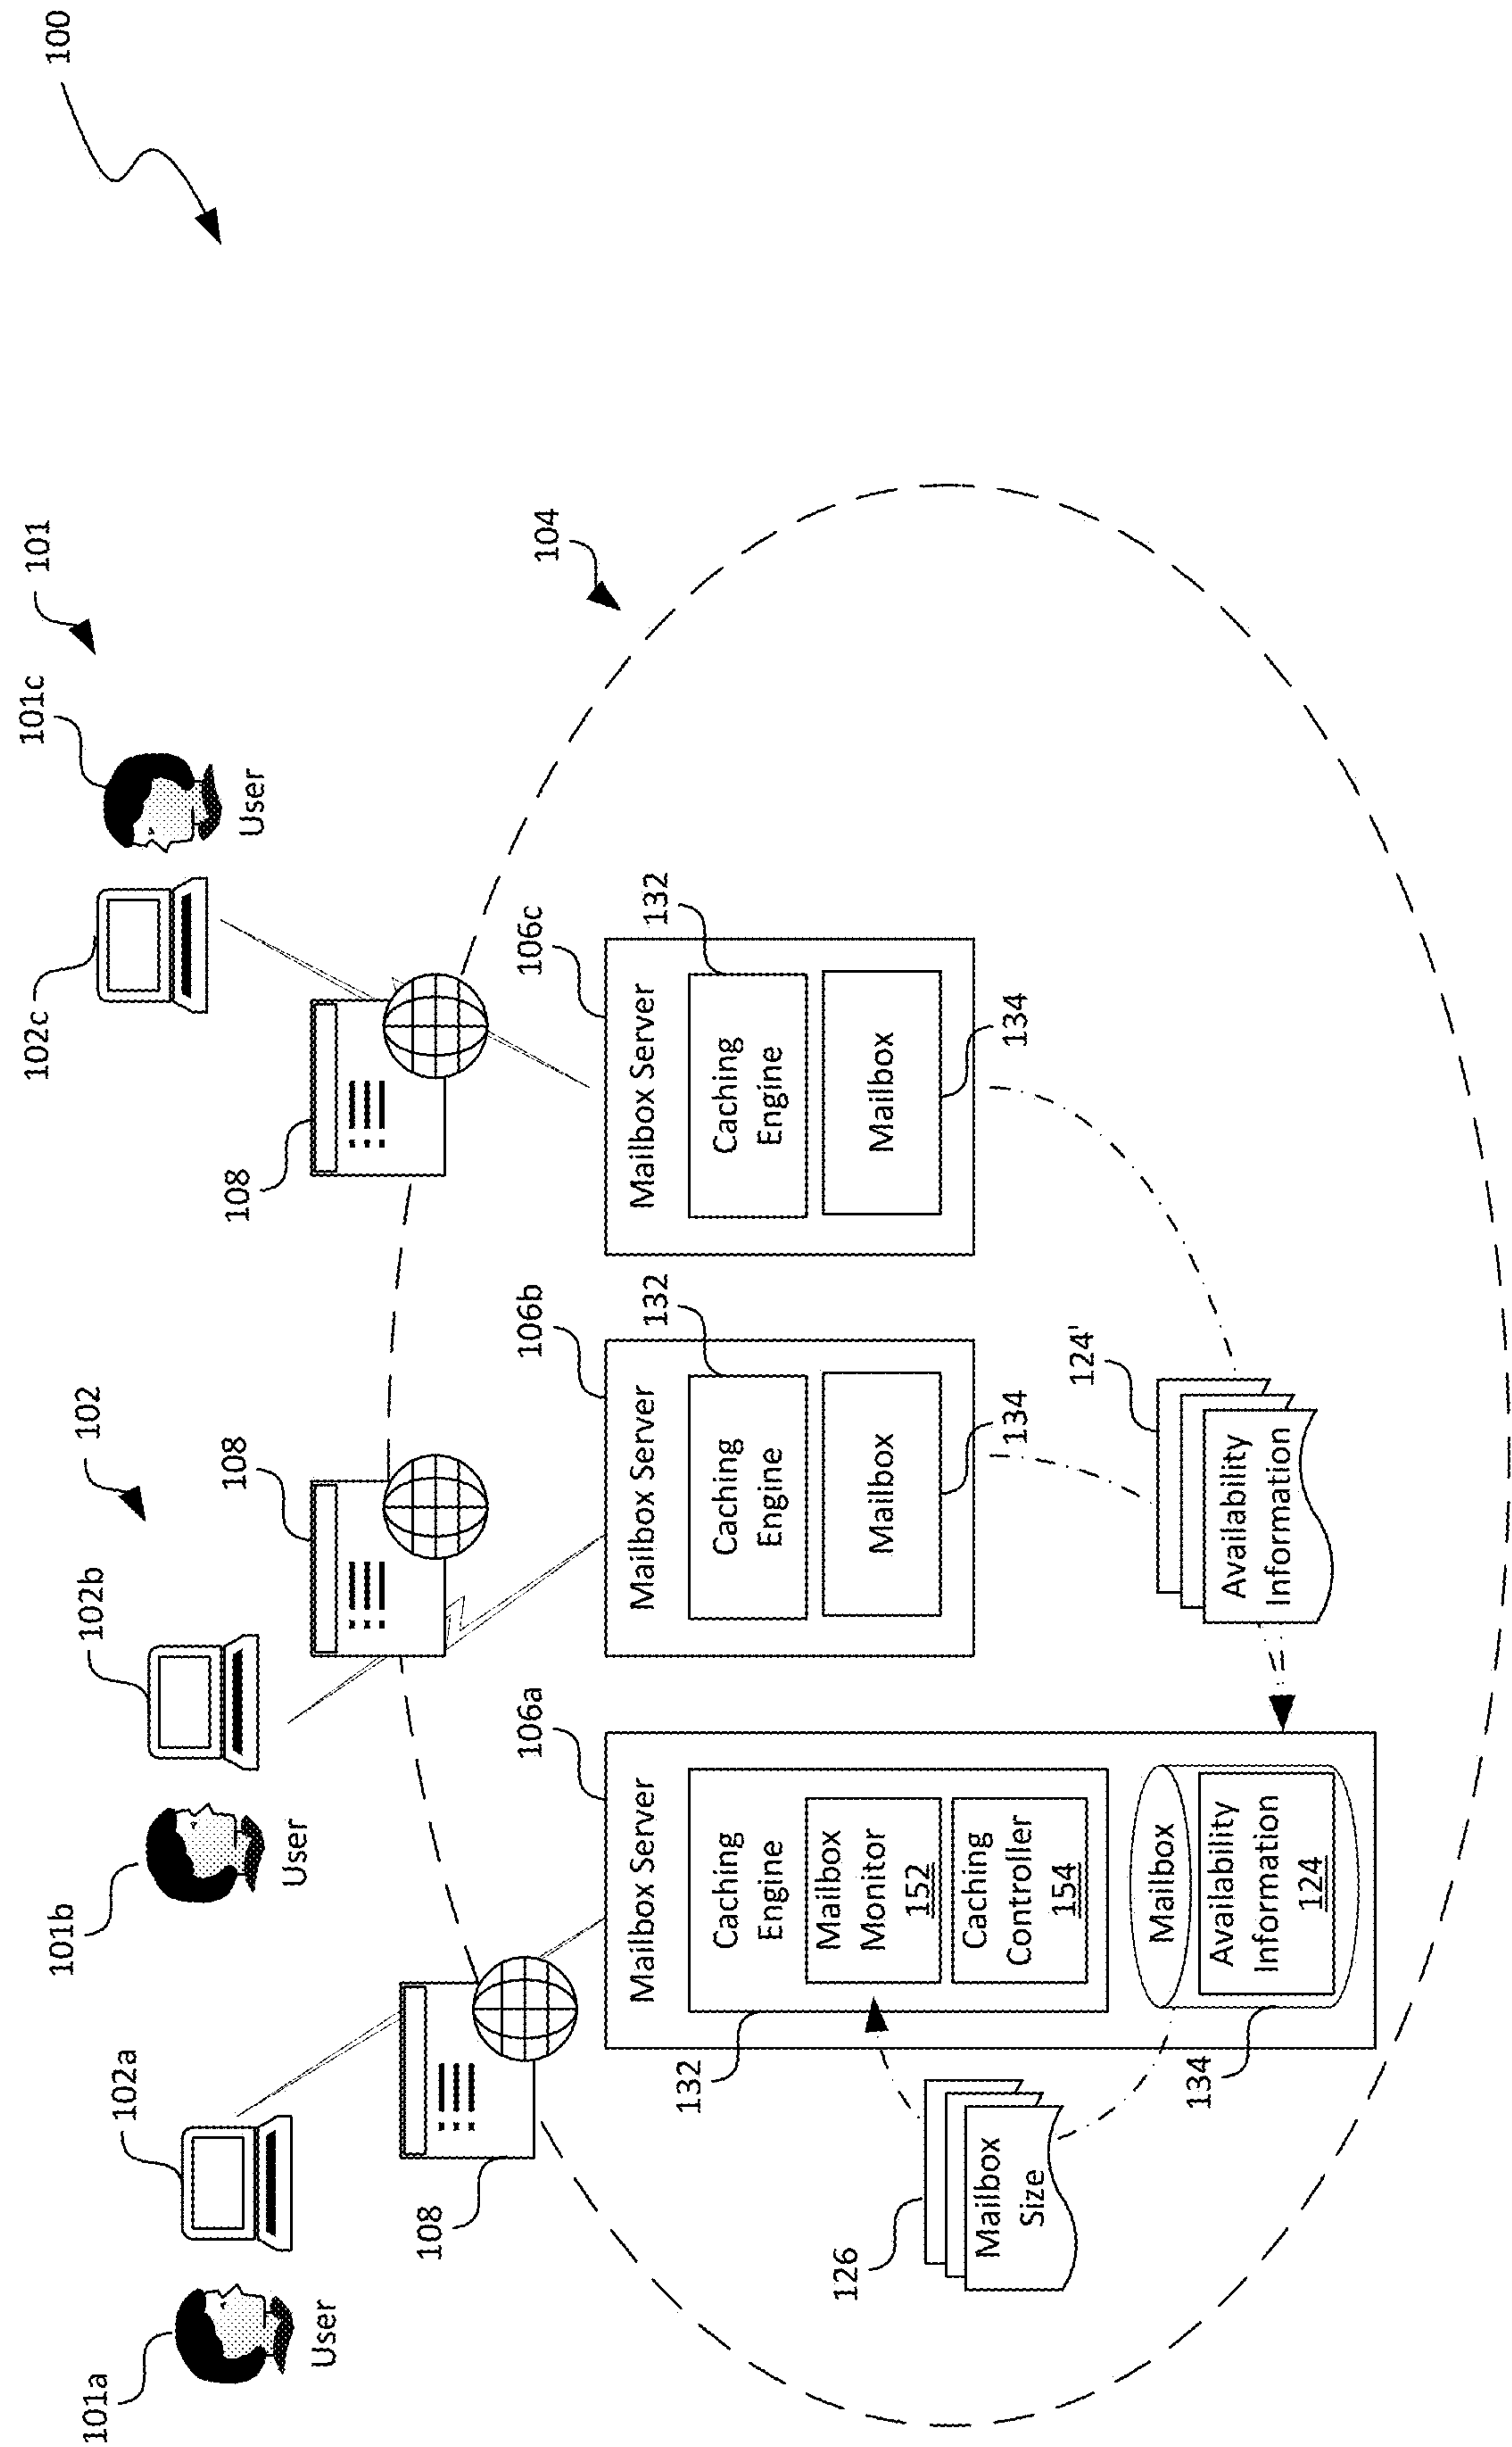 100
101
101c
User
102c
102
102b
101b
User
102a
101a
User
108
108
108
104
106a
Mailbox Server
Caching
Engine
Mailbox
Monitor
152
Caching
Controller
154
132
Mailbox
Availability
Information
124
134
126
Mailbox
Size
106b
Mailbox Server
132
Caching
Engine
Mailbox
134
106c
Mailbox Server
132
Caching
Engine
Mailbox
134
124'
Availability
Information